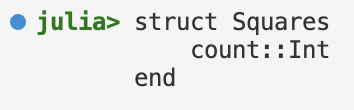 julia> struct Squares
           count::Int
       end